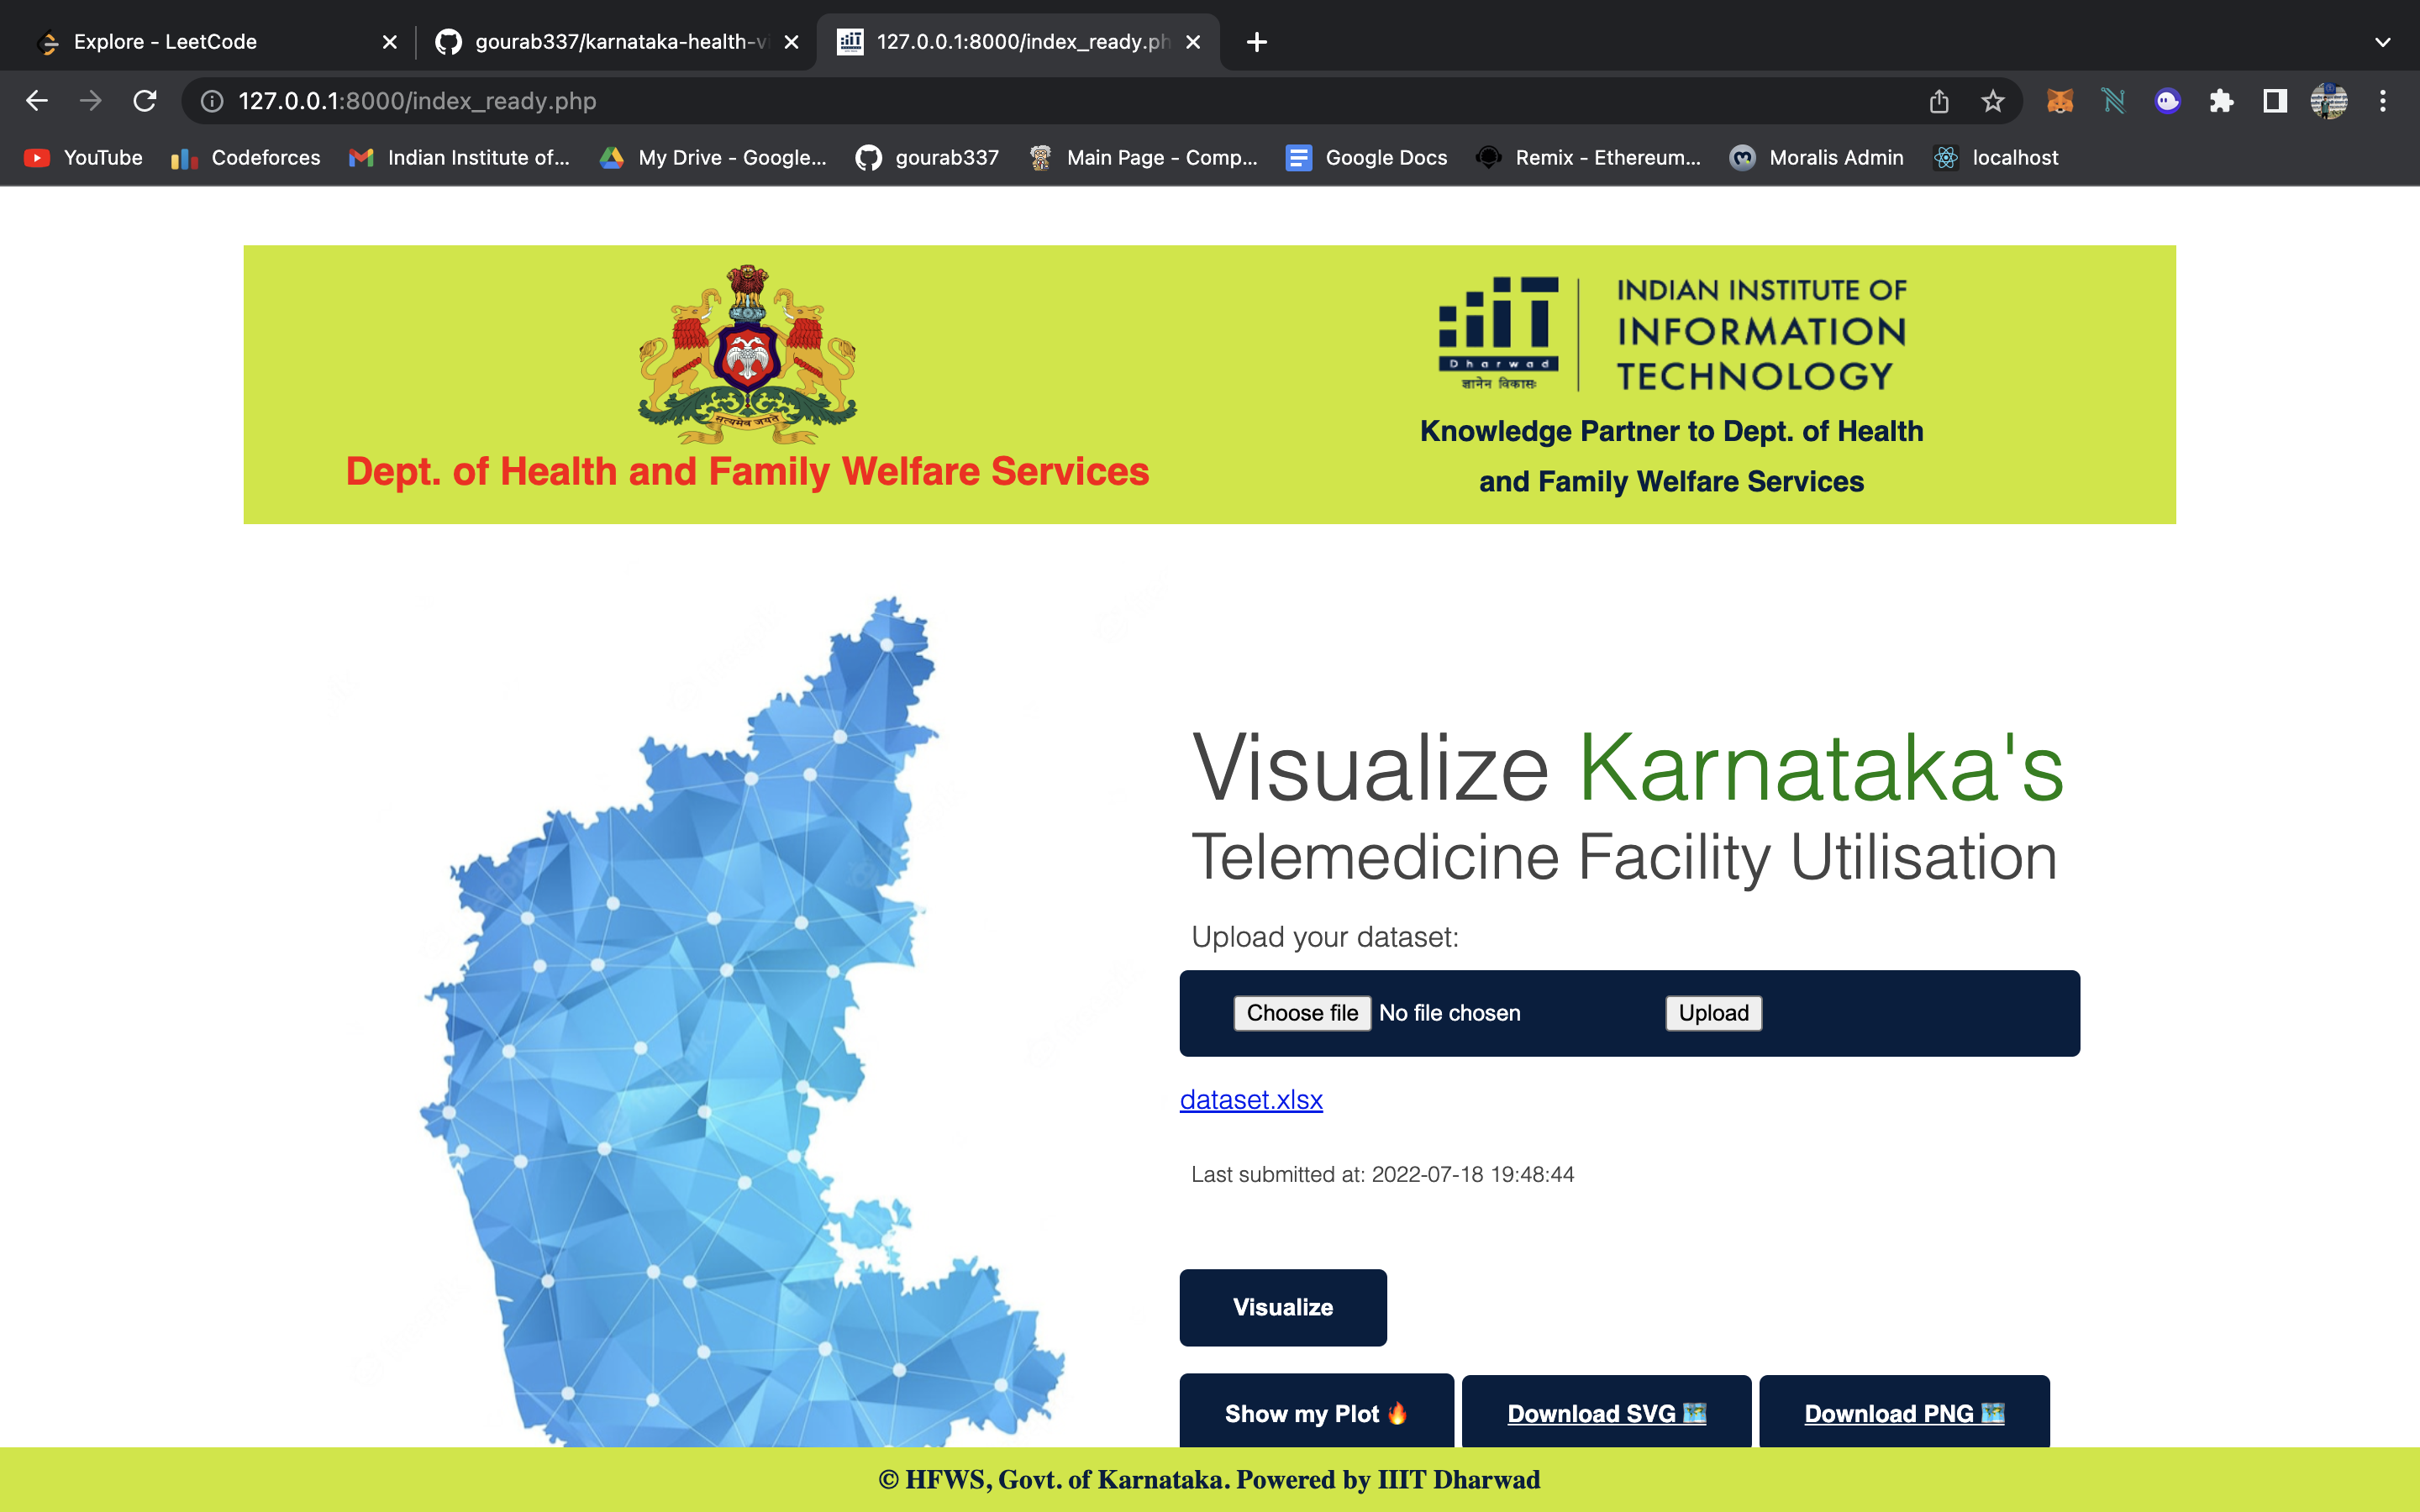 Explore - LeetCode
gourab337/karnataka-health-vi
127.0.0.1:8000/index_ready.ph
127.0.0.1:8000/index_ready.php
YouTube
Codeforces
Indian Institute of...
My Drive - Google...
gourab337
Main Page - Comp...
Google Docs
Remix - Ethereum...
Moralis Admin
localhost
सत्यमेव जयते
Dept. of Health and Family Welfare Services
IIIT
Dharwad
ज्ञानेन विकासः
INDIAN INSTITUTE OF
INFORMATION
TECHNOLOGY
Knowledge Partner to Dept. of Health
and Family Welfare Services
Visualize Karnataka's
Telemedicine Facility Utilisation
Upload your dataset:
Choose file No file chosen Upload
dataset.xlsx
Last submitted at: 2022-07-18 19:48:44
Visualize
Show my Plot 🔥
Download SVG 🗺️
Download PNG 🗺️
© HFWS, Govt. of Karnataka. Powered by IIIT Dharwad